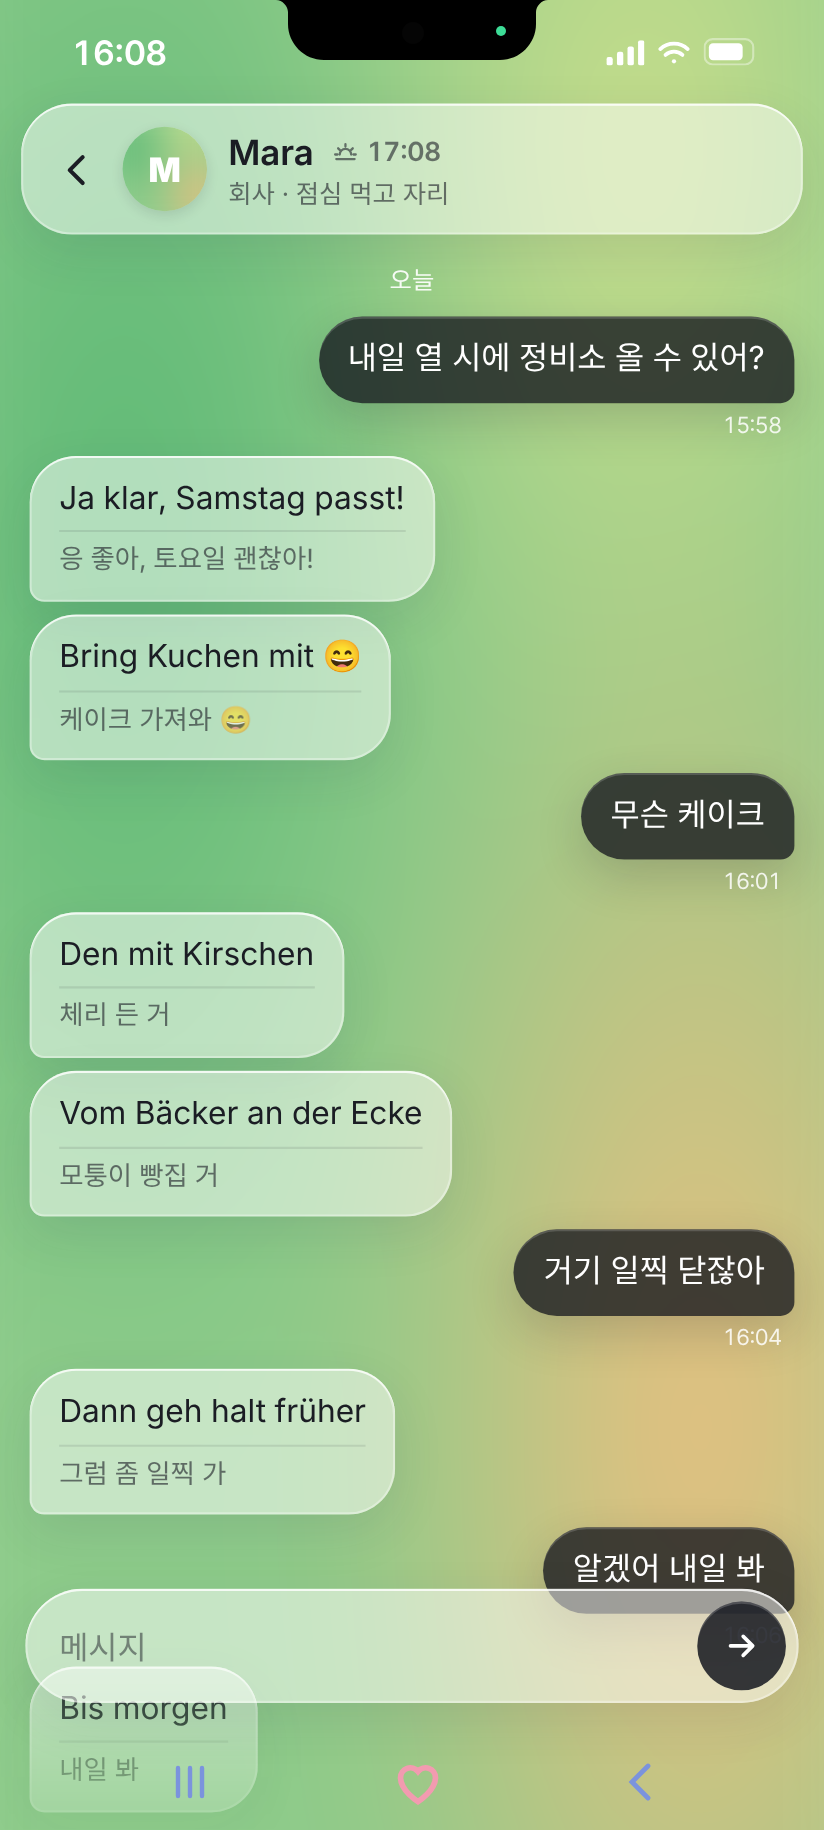 16:08
M
Mara 17:08
회사 · 점심 먹고 자리
오늘
내일 열 시에 정비소 올 수 있어?
15:58
Ja klar, Samstag passt!
응 좋아, 토요일 괜찮아!
Bring Kuchen mit 😄
케이크 가져와 😄
무슨 케이크
16:01
Den mit Kirschen
체리 든 거
Vom Bäcker an der Ecke
모퉁이 빵집 거
거기 일찍 닫잖아
16:04
Dann geh halt früher
그럼 좀 일찍 가
알겠어 내일 봐
메시지
Bis morgen
내일 봐